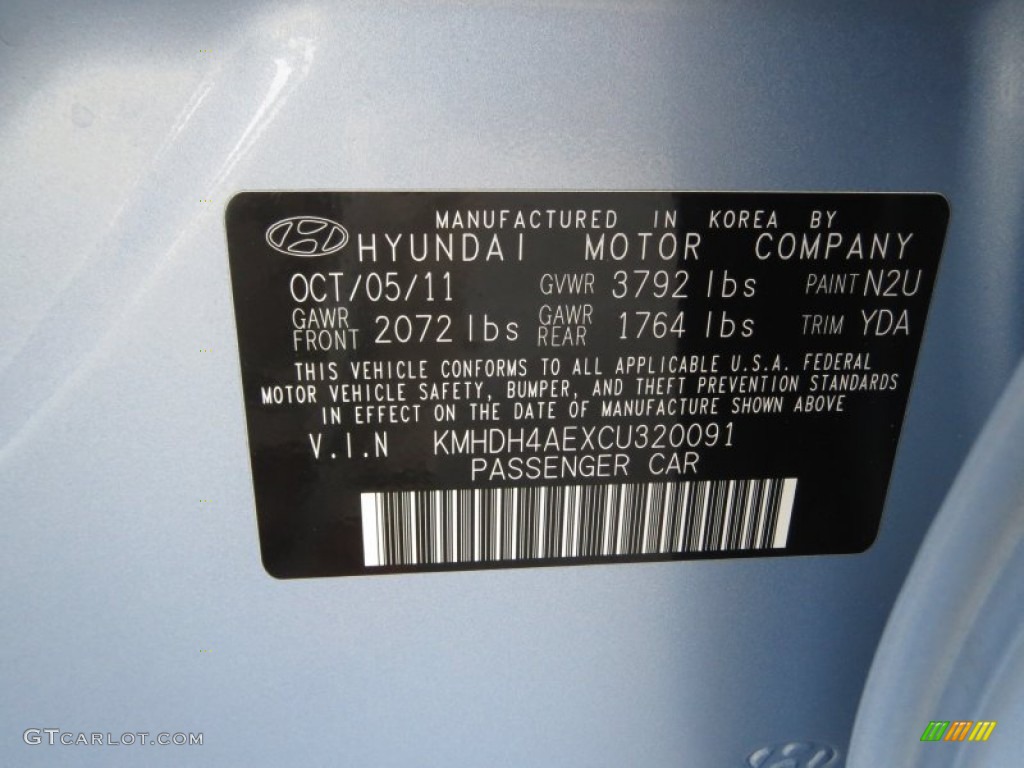 MANUFACTURED IN KOREA BY
HYUNDAI MOTOR COMPANY
OCT/05/11 GVWR 3792 lbs PAINT N2U
GAWR FRONT 2072 lbs GAWR REAR 1764 lbs TRIM YDA
THIS VEHICLE CONFORMS TO ALL APPLICABLE U.S.A. FEDERAL
MOTOR VEHICLE SAFETY, BUMPER, AND THEFT PREVENTION STANDARDS
IN EFFECT ON THE DATE OF MANUFACTURE SHOWN ABOVE
V.I.N KMHDH4AEXCU320091
PASSENGER CAR
GTCARLOT.COM